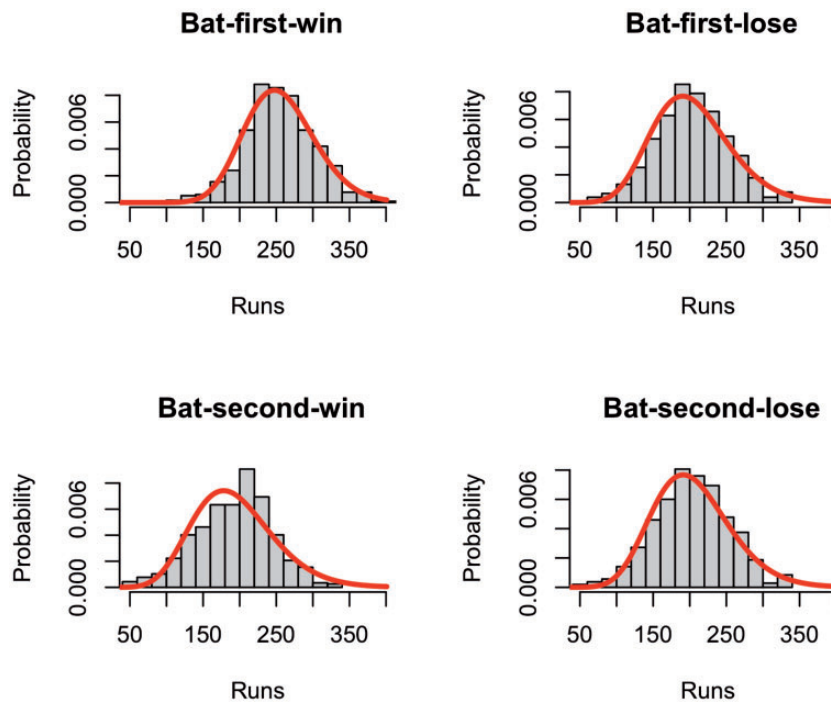 Bat-first-win
Probability
0.000 0.006
50 150 250 350
Runs
Bat-first-lose
Probability
0.000 0.006
50 150 250 350
Runs
Bat-second-win
Probability
0.000 0.006
50 150 250 350
Runs
Bat-second-lose
Probability
0.000 0.006
50 150 250 350
Runs